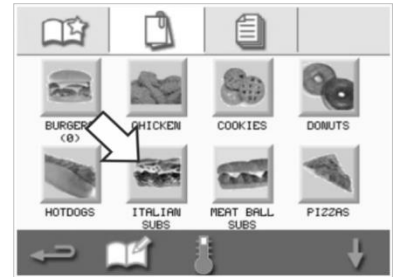 BURGERS CHICKEN COOKIES DONUTS
(0)
HOTDOGS ITALIAN MEAT BALL PIZZAS
SUBS SUBS